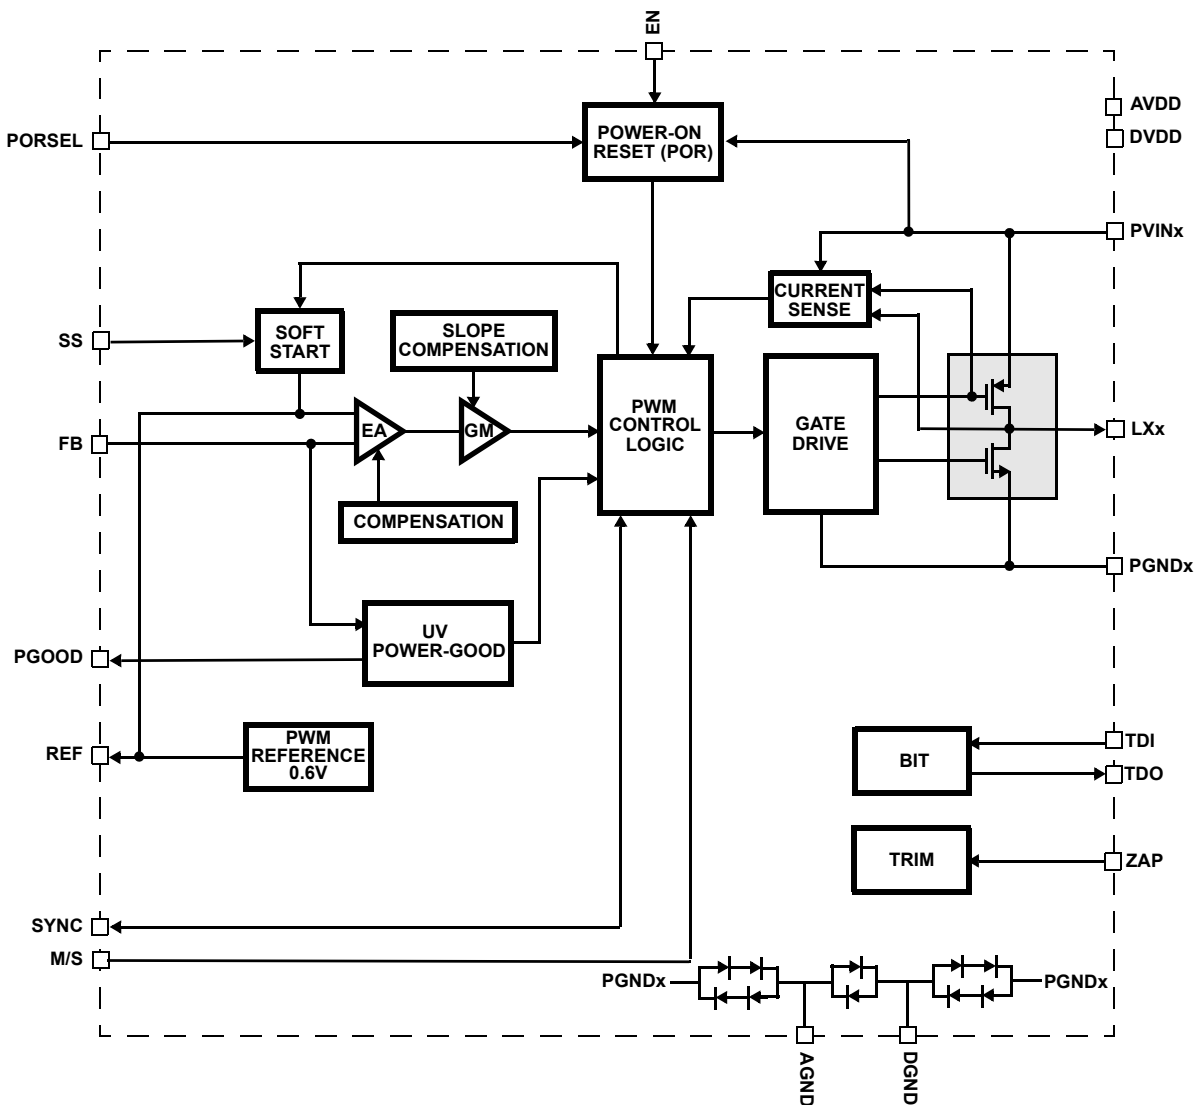 EN
AVDD
DVDD
PORSEL
POWER-ON
RESET (POR)
PVINx
CURRENT
SENSE
SS
SOFT
START
SLOPE
COMPENSATION
PWM
CONTROL
LOGIC
GATE
DRIVE
EA
GM
FB
LXx
COMPENSATION
PGNDx
UV
POWER-GOOD
PGOOD
REF
PWM
REFERENCE
0.6V
BIT
TDI
TDO
TRIM
ZAP
SYNC
M/S
PGNDx
PGNDx
AGND
DGND